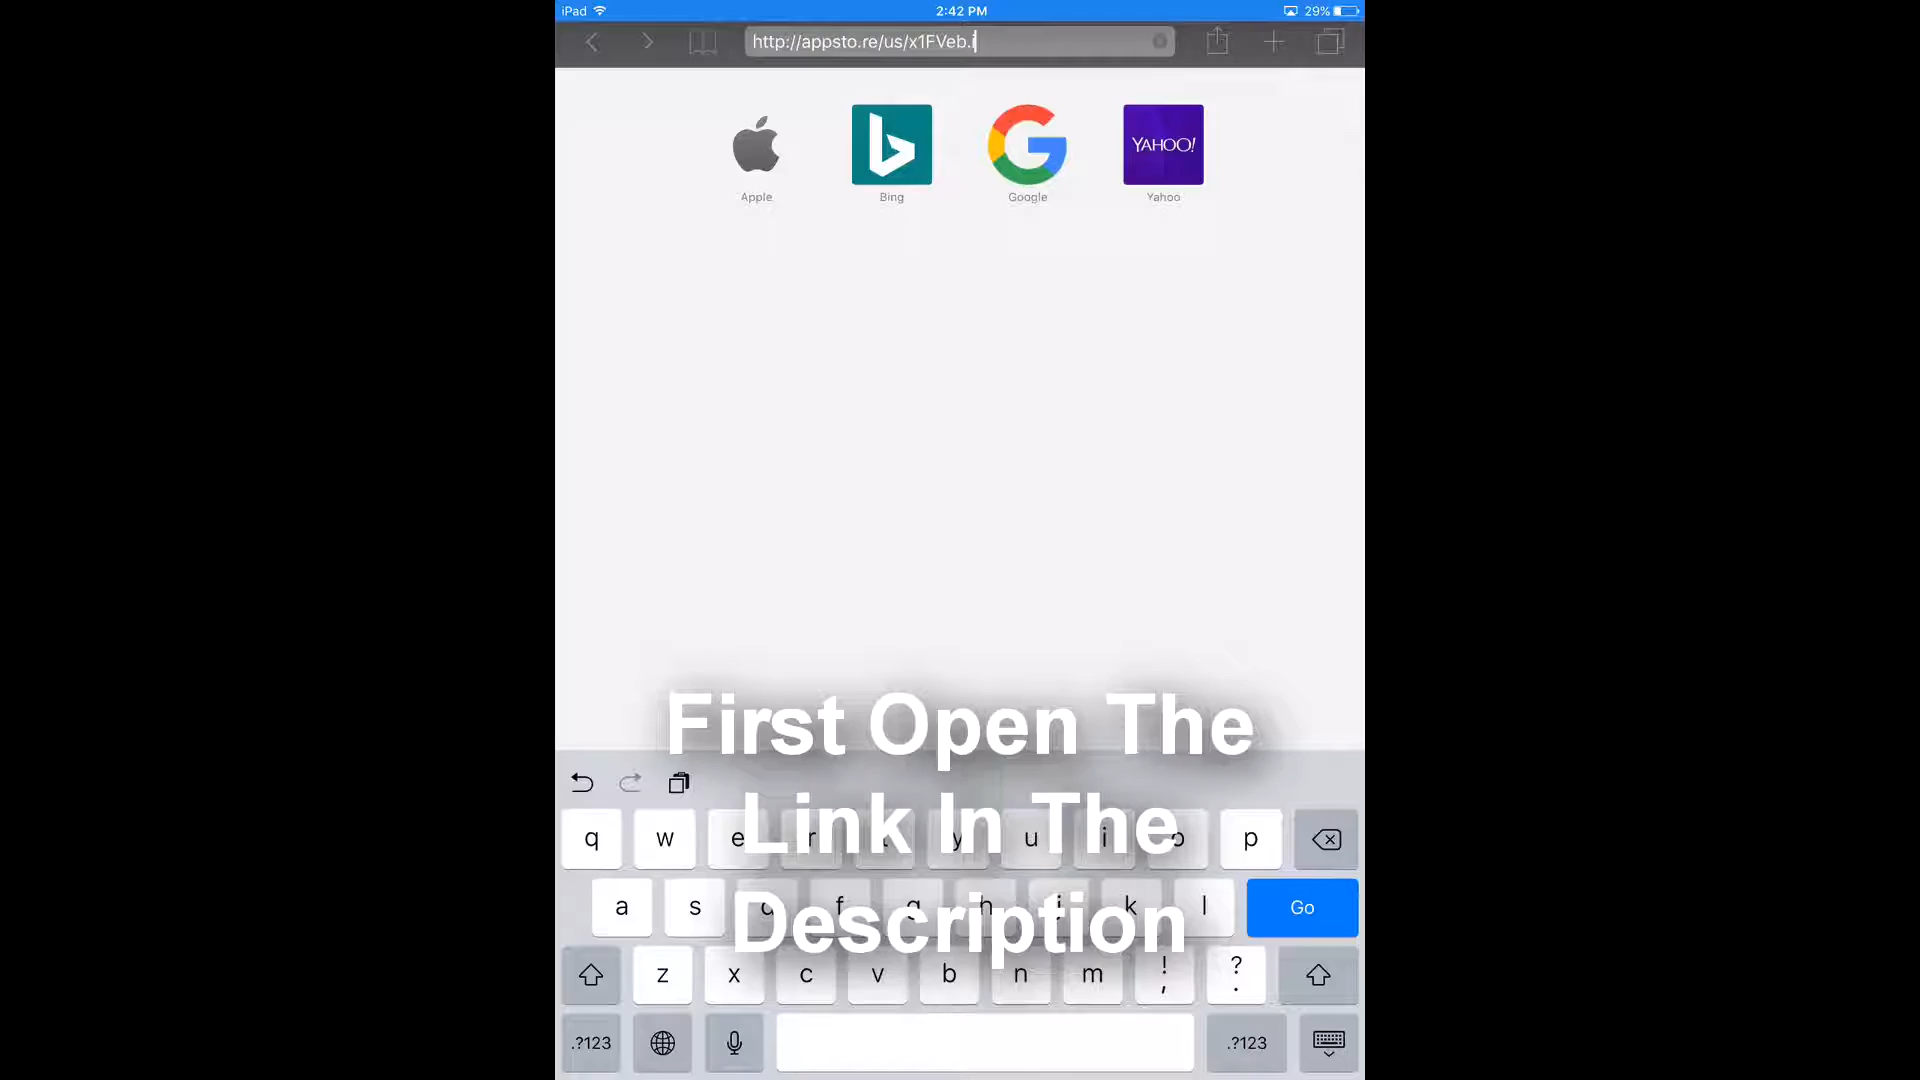 iPad 2:42 PM 29%
http://appsto.re/us/x1FVeb.i
YAHOO!
Apple Bing Google Yahoo
First Open The
Link In The
Description
q w e r t y u i o p
a s d f g h j k l Go
z x c v b n m ! , ? .
.?123 .?123